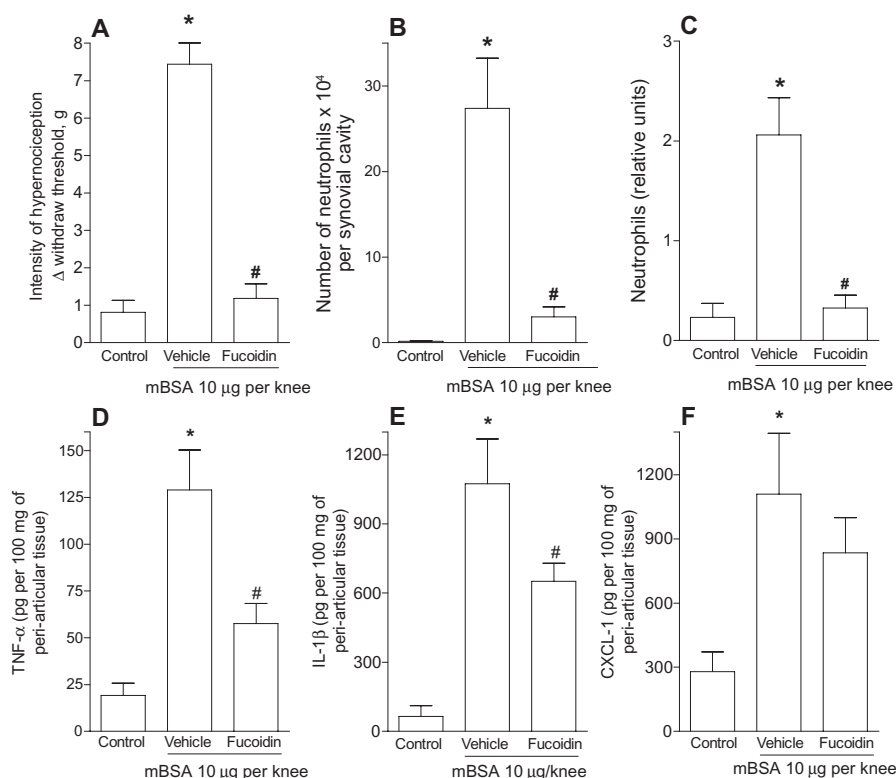 A
Intensity of hypernociception
Δ withdraw threshold, g
8
7
6
5
4
3
2
1
0
*
#
Control Vehicle Fucoidin
mBSA 10 μg per knee
B
Number of neutrophils x 10⁴
per synovial cavity
30
20
10
0
*
#
Control Vehicle Fucoidin
mBSA 10 μg per knee
C
Neutrophils (relative units)
3
2
1
0
*
#
Control Vehicle Fucoidin
mBSA 10 μg per knee
D
TNF-α (pg per 100 mg of
peri-articular tissue)
150
125
100
75
50
25
0
*
#
Control Vehicle Fucoidin
mBSA 10 μg per knee
E
IL-1β (pg per 100 mg of
peri-articular tissue)
1200
900
600
300
0
*
#
Control Vehicle Fucoidin
mBSA 10 μg/knee
F
CXCL-1 (pg per 100 mg of
peri-articular tissue)
1200
900
600
300
0
*
Control Vehicle Fucoidin
mBSA 10 μg per knee